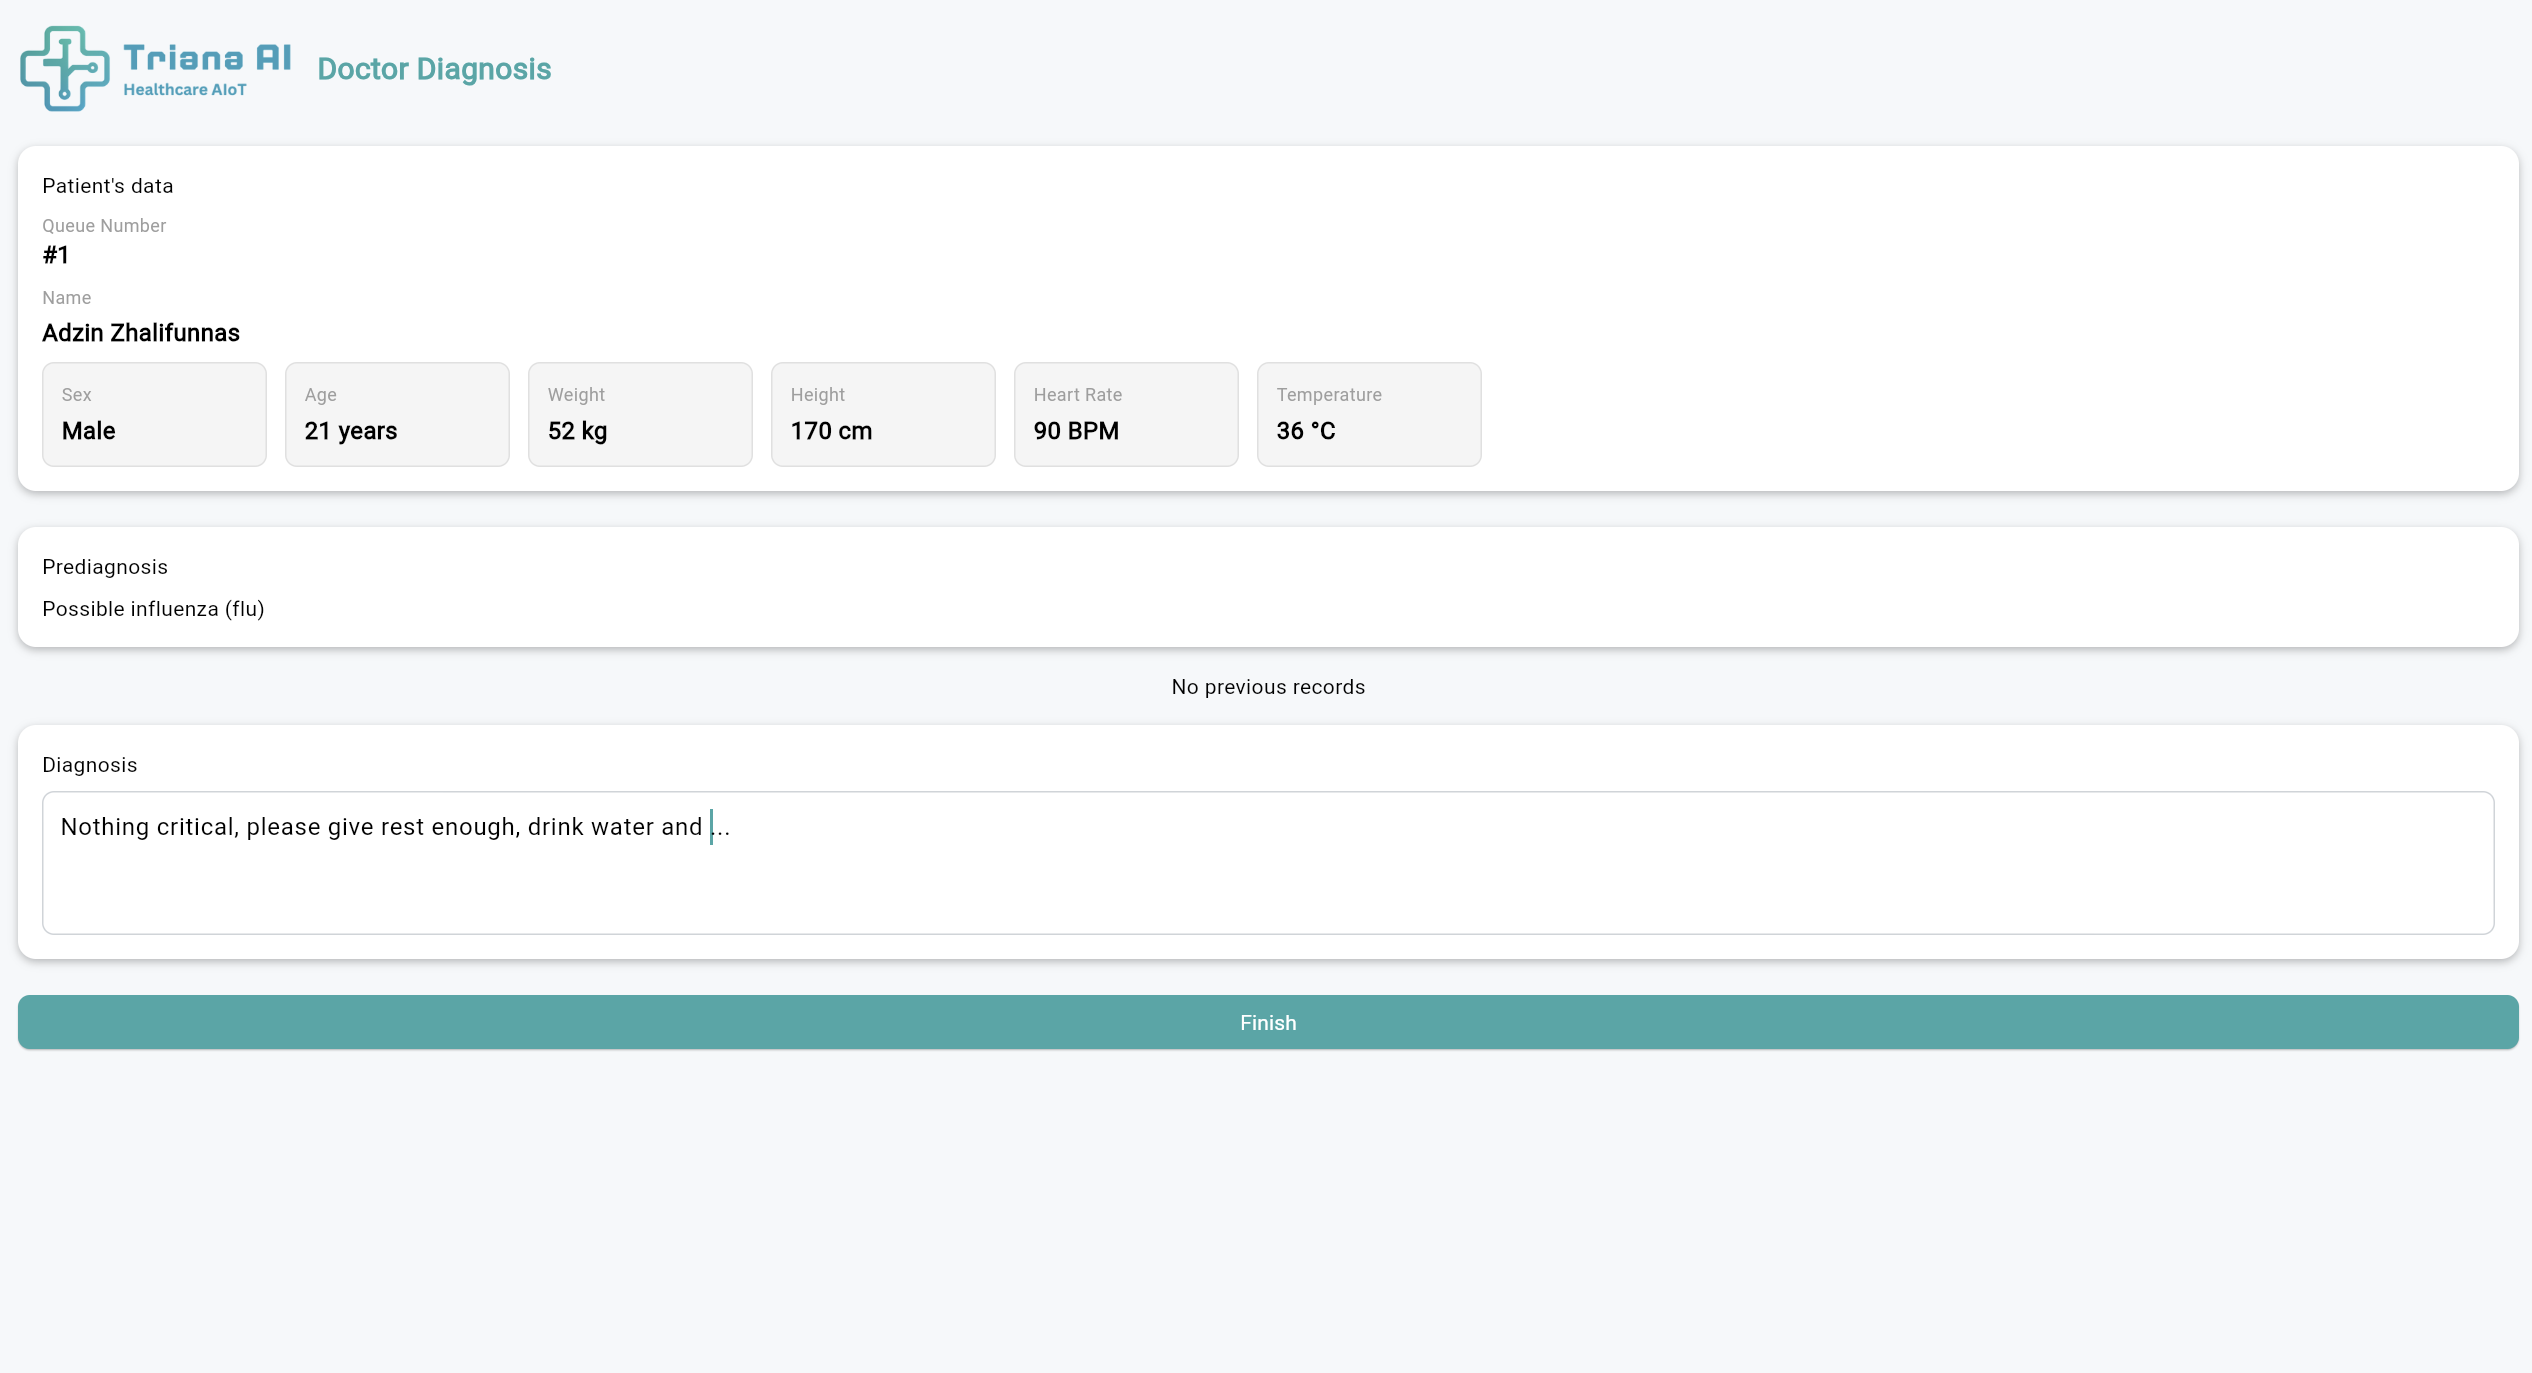 Triana AI
Healthcare AIoT
Doctor Diagnosis
Patient's data
Queue Number
#1
Name
Adzin Zhalifunnas
Sex
Male
Age
21 years
Weight
52 kg
Height
170 cm
Heart Rate
90 BPM
Temperature
36 °C
Prediagnosis
Possible influenza (flu)
No previous records
Diagnosis
Nothing critical, please give rest enough, drink water and ...
Finish